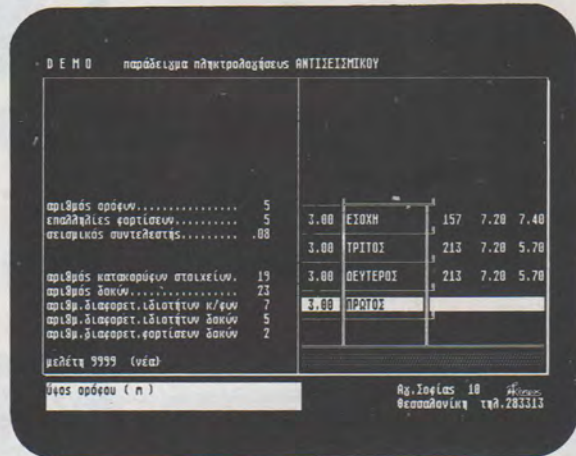 D E M O παράδειγμα πληκτρολογήσεως ΑΝΤΙΣΕΙΣΜΙΚΟΥ
αριθμός ορόφων................. 5
επαλληλίες φορτίσεων........... 5
σεισμικός συντελεστής......... .08
αριθμός κατακορύφων στοιχείων. 19
αριθμός δοκών................. 23
αριθμ.διαφορετ.ιδιοτήτων κ/φων 7
αριθμ.διαφορετ.ιδιοτήτων δοκών 5
αριθμ.διαφορετ.φορτίσεων δοκών 2
μελέτη 9999 (νέα)
ύψος ορόφου ( m )
3.00 ΕΣΟΧΗ 157 7.20 7.40
3.00 ΤΡΙΤΟΣ 213 7.20 5.70
3.00 ΔΕΥΤΕΡΟΣ 213 7.20 5.70
3.00 ΠΡΩΤΟΣ
Αγ.Σοφίας 10
Θεσσαλονίκη τηλ.283313